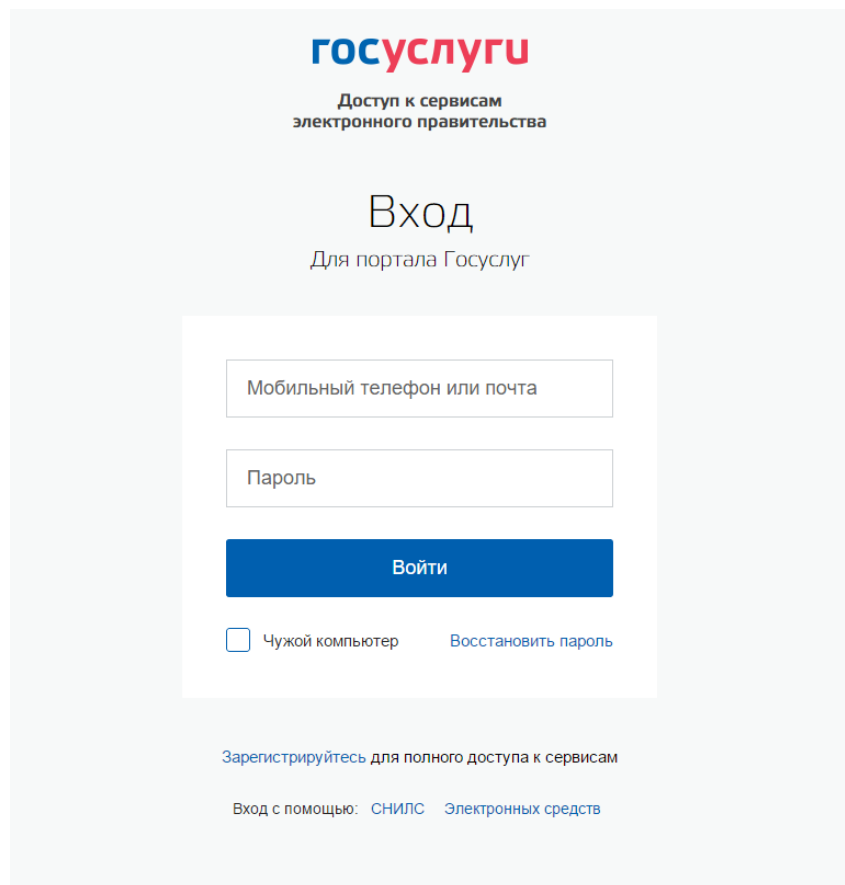 госуслуги
Доступ к сервисам
электронного правительства
Вход
Для портала Госуслуг
Мобильный телефон или почта
Пароль
Войти
Чужой компьютер Восстановить пароль
Зарегистрируйтесь для полного доступа к сервисам
Вход с помощью: СНИЛС Электронных средств